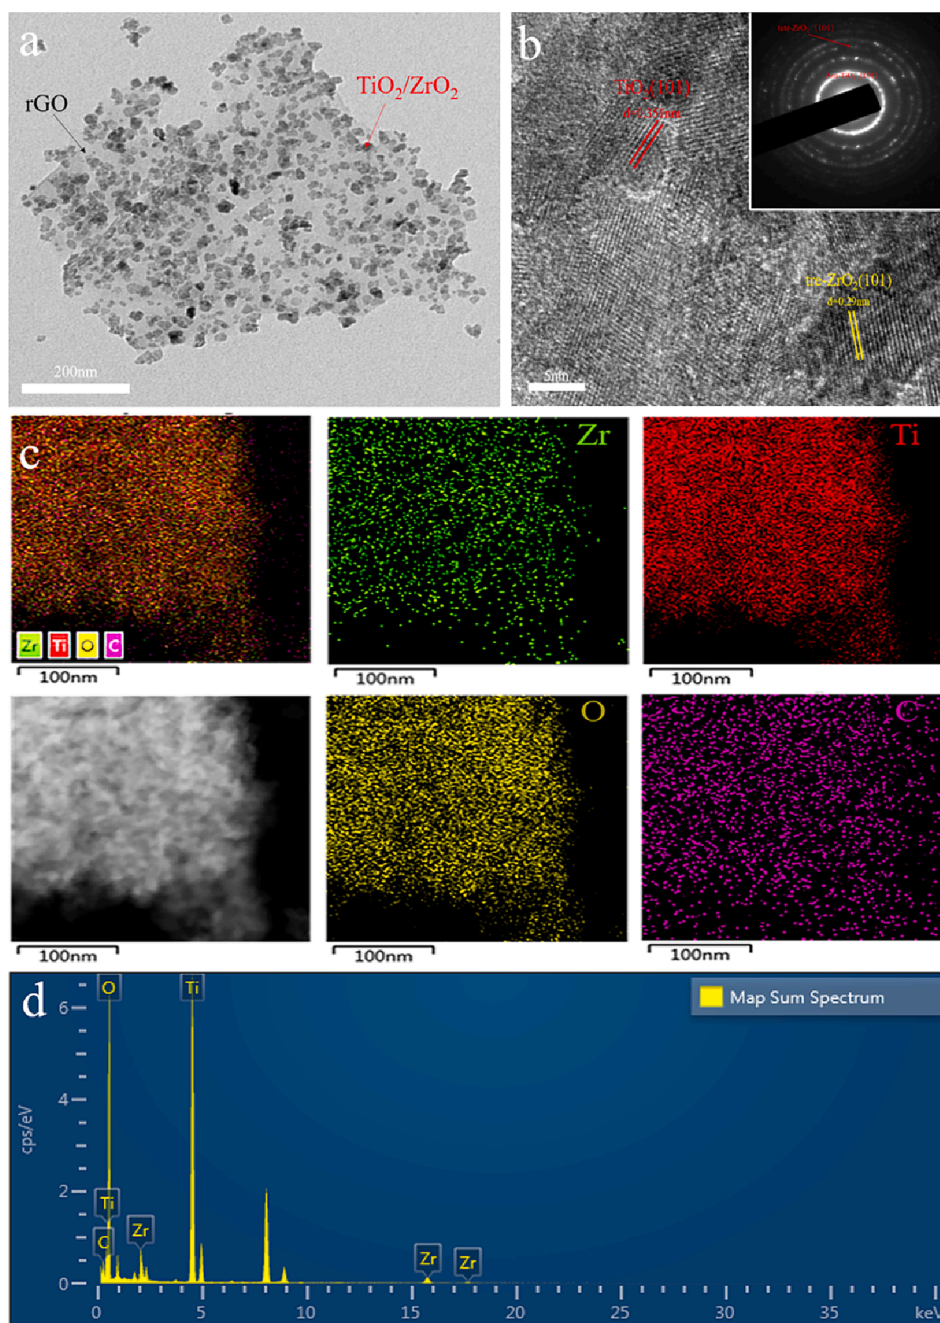 a
rGO
TiO2/ZrO2
200nm
b
TiO2(101)
tre-ZrO2(101)
d=0.29nm
5nm
c
Zr
Ti
Zr Ti O C
100nm
100nm
100nm
O
C
100nm
100nm
100nm
d
O
Ti
Map Sum Spectrum
6
4
cps/eV
2
Ti
C
Zr
Zr
Zr
0
0 5 10 15 20 25 30 35 keV